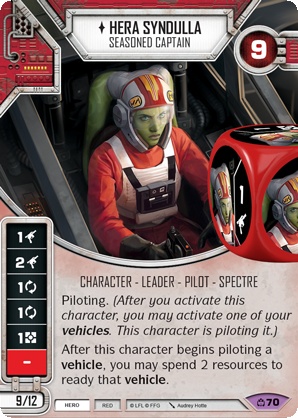 HERA SYNDULLA
SEASONED CAPTAIN
9
1
1
2
1
1
1
–
CHARACTER - LEADER - PILOT - SPECTRE
Piloting. (After you activate this
character, you may activate one of your
vehicles. This character is piloting it.)
After this character begins piloting a
vehicle, you may spend 2 resources to
ready that vehicle.
9/12
HERO
RED
© LFL © FFG
Audrey Hotte
70